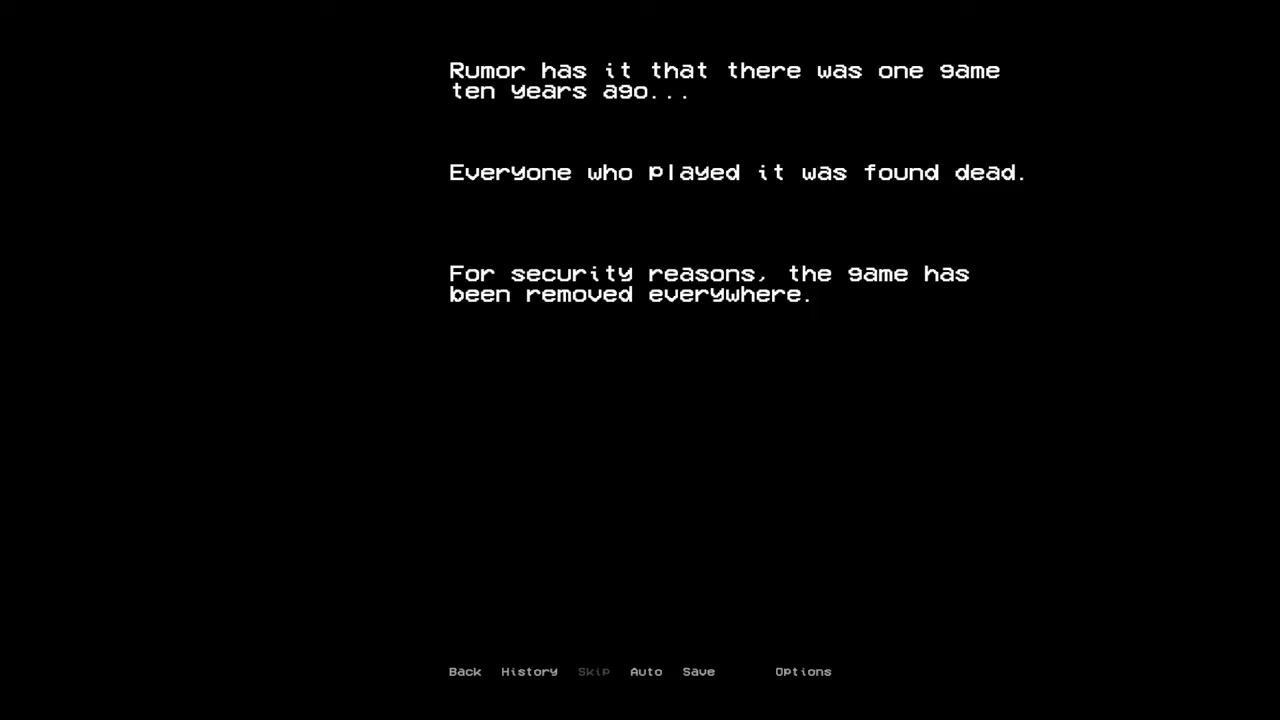 Rumor has it that there was one game
ten years ago...
Everyone who played it was found dead.
For security reasons, the game has
been removed everywhere.
Back History Skip Auto Save Options